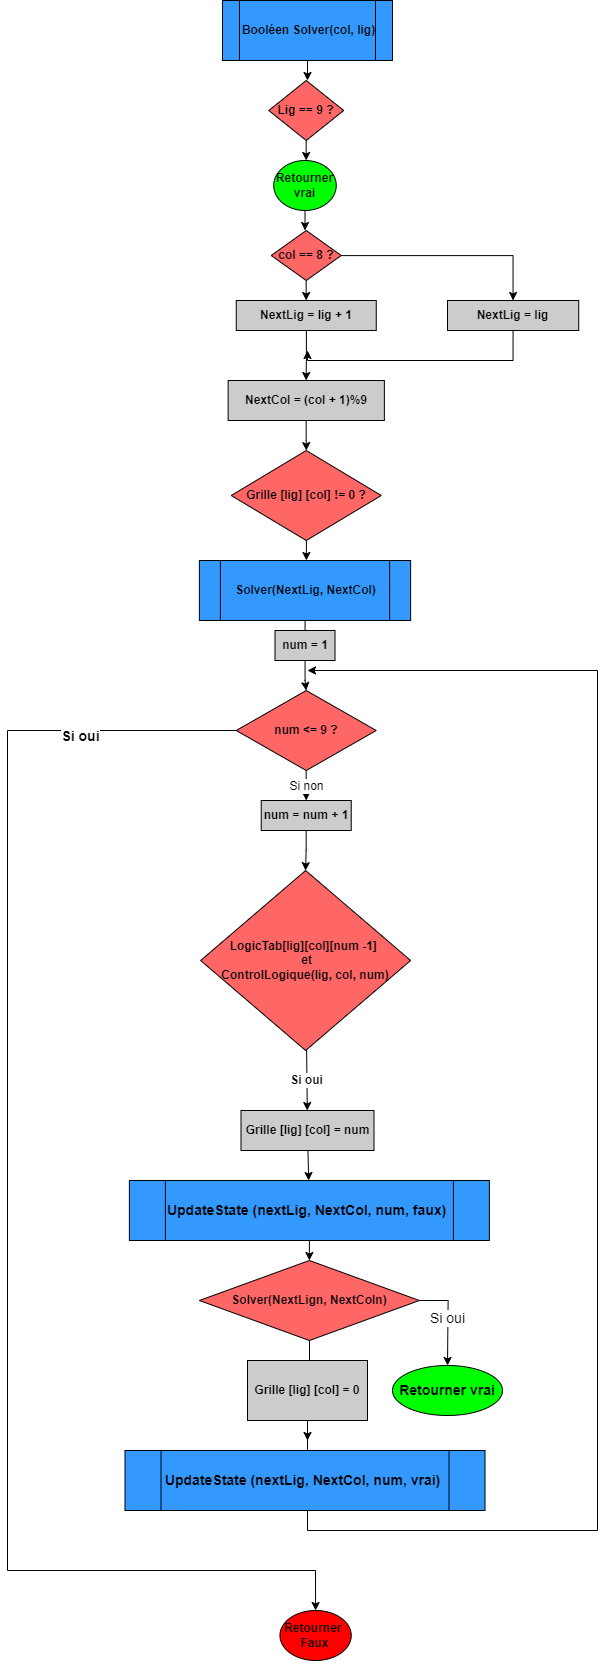 Booléen Solver(col, lig)
Lig == 9 ?
Retourner
vrai
col == 8 ?
NextLig = lig + 1
NextLig = lig
NextCol = (col + 1)%9
Grille [lig] [col] != 0 ?
Solver(NextLig, NextCol)
num = 1
num <= 9 ?
Si oui
Si non
num = num + 1
LogicTab[lig][col][num -1]
et
ControlLogique(lig, col, num)
Si oui
Grille [lig] [col] = num
UpdateState (nextLig, NextCol, num, faux)
Solver(NextLign, NextColn)
Si oui
Grille [lig] [col] = 0
Retourner vrai
UpdateState (nextLig, NextCol, num, vrai)
Retourner
Faux